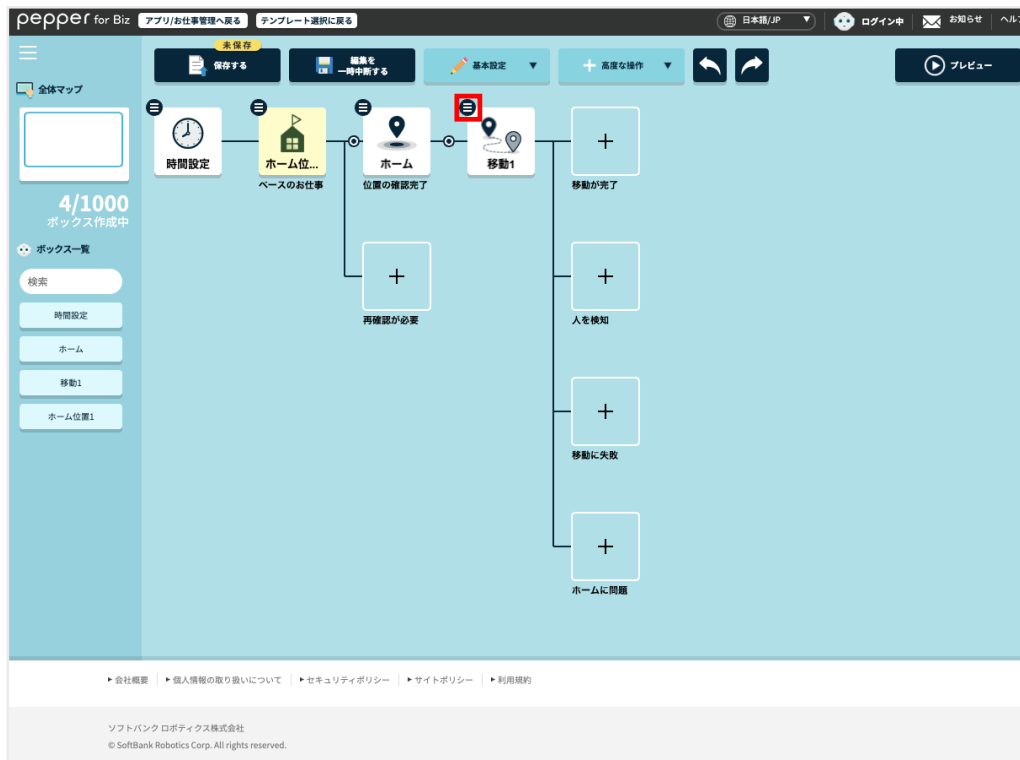 pepper for Biz アプリ/お仕事管理へ戻る テンプレート選択に戻る 日本語/JP ▼ ログイン中 お知らせ
未保存
保存する 編集を一時中断する 基本設定 ▼ 高度な操作 ▼ プレビュー
全体マップ
4/1000
ボックス作成中
ボックス一覧
検索
時間設定
ホーム
移動1
ホーム位置1
時間設定 ホーム位... ホーム 移動1
ベースのお仕事 位置の確認完了 移動が完了
再確認が必要 人を検知
移動に失敗
ホームに問題
会社概要 個人情報の取り扱いについて セキュリティポリシー サイトポリシー 利用規約
ソフトバンク ロボティクス株式会社
© SoftBank Robotics Corp. All rights reserved.